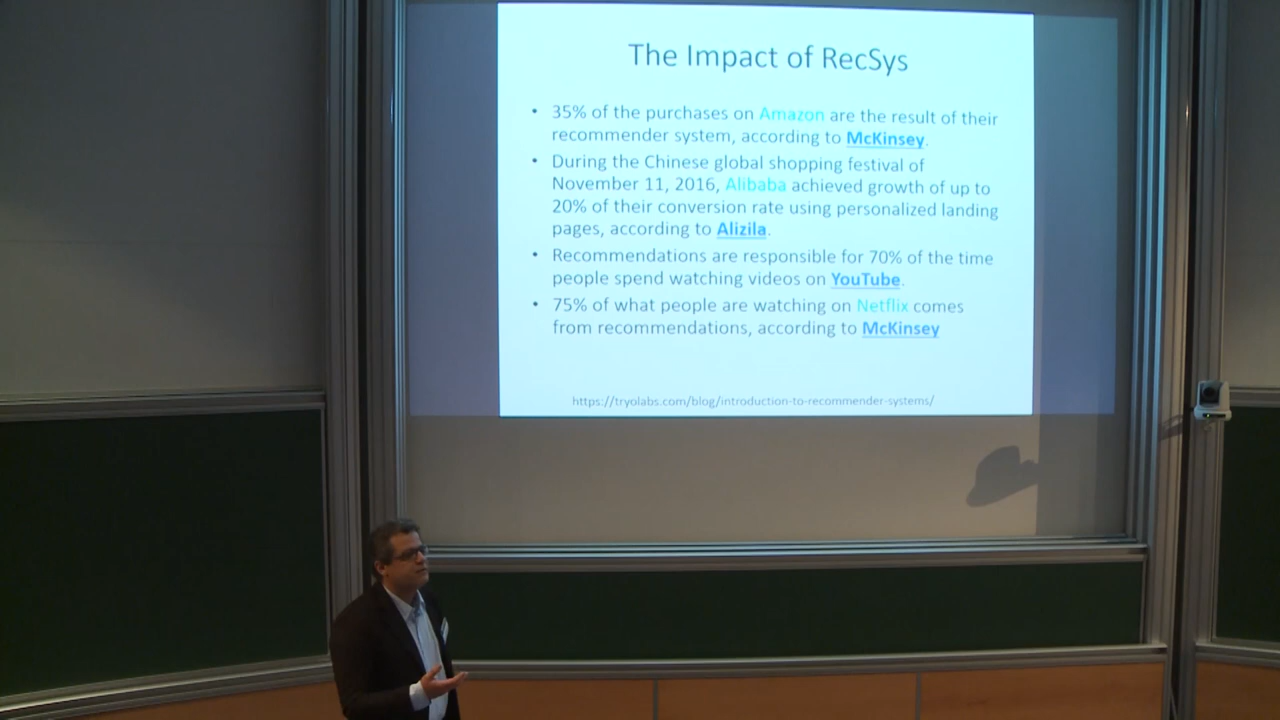 The Impact of RecSys
• 35% of the purchases on Amazon are the result of their
recommender system, according to McKinsey.
• During the Chinese global shopping festival of
November 11, 2016, Alibaba achieved growth of up to
20% of their conversion rate using personalized landing
pages, according to Alizila.
• Recommendations are responsible for 70% of the time
people spend watching videos on YouTube.
• 75% of what people are watching on Netflix comes
from recommendations, according to McKinsey
https://tryolabs.com/blog/introduction-to-recommender-systems/